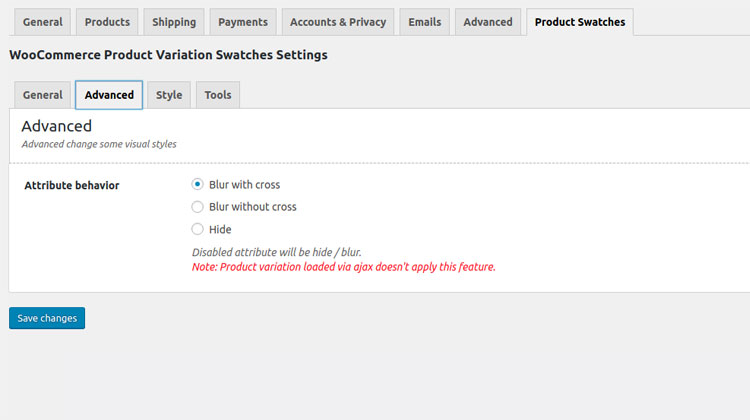 General Products Shipping Payments Accounts & Privacy Emails Advanced Product Swatches
WooCommerce Product Variation Swatches Settings
General Advanced Style Tools
Advanced
Advanced change some visual styles
Attribute behavior
Blur with cross
Blur without cross
Hide
Disabled attribute will be hide / blur.
Note: Product variation loaded via ajax doesn't apply this feature.
Save changes